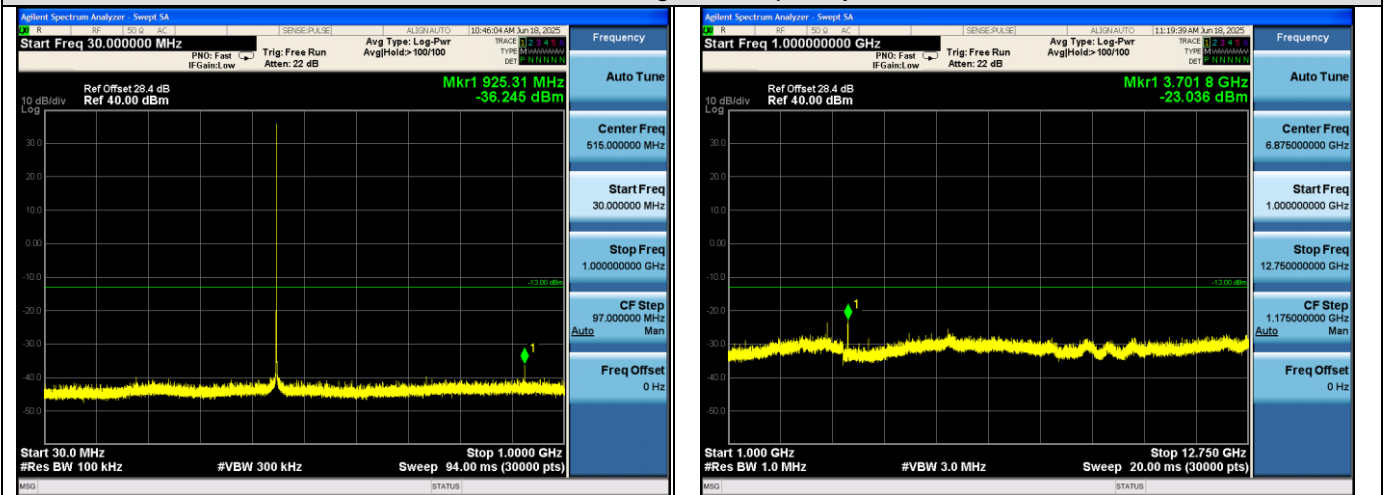 Agilent Spectrum Analyzer - Swept SA
R RF 50 Ω AC SENSE:PULSE ALIGNAUTO 10:46:04 AM Jun 18, 2025
Start Freq 30.000000 MHz
PNO: Fast
IFGain:Low
Trig: Free Run
Atten: 22 dB
Avg Type: Log-Pwr
Avg|Hold:>100/100
TRACE 1 2 3 4 5 6
TYPE M
DET P N N N N N
Mkr1 925.31 MHz
-36.245 dBm
Ref Offset 28.4 dB
10 dB/div Ref 40.00 dBm
Log
30.0
20.0
10.0
0.00
-10.0
-13.00 dBm
-20.0
-30.0
1
-40.0
-50.0
Start 30.0 MHz Stop 1.0000 GHz
#Res BW 100 kHz #VBW 300 kHz Sweep 94.00 ms (30000 pts)
MSG STATUS
Frequency
Auto Tune
Center Freq
515.000000 MHz
Start Freq
30.000000 MHz
Stop Freq
1.000000000 GHz
CF Step
97.000000 MHz
Auto Man
Freq Offset
0 Hz
Agilent Spectrum Analyzer - Swept SA
R RF 50 Ω AC SENSE:PULSE ALIGNAUTO 11:19:39 AM Jun 18, 2025
Start Freq 1.000000000 GHz
PNO: Fast
IFGain:Low
Trig: Free Run
Atten: 22 dB
Avg Type: Log-Pwr
Avg|Hold:>100/100
TRACE 1 2 3 4 5 6
TYPE M
DET P N N N N N
Mkr1 3.701 8 GHz
-23.036 dBm
Ref Offset 28.4 dB
10 dB/div Ref 40.00 dBm
Log
30.0
20.0
10.0
0.00
-10.0
-13.00 dBm
-20.0
1
-30.0
-40.0
-50.0
Start 1.000 GHz Stop 12.750 GHz
#Res BW 1.0 MHz #VBW 3.0 MHz Sweep 20.00 ms (30000 pts)
MSG STATUS
Frequency
Auto Tune
Center Freq
6.875000000 GHz
Start Freq
1.000000000 GHz
Stop Freq
12.750000000 GHz
CF Step
1.175000000 GHz
Auto Man
Freq Offset
0 Hz